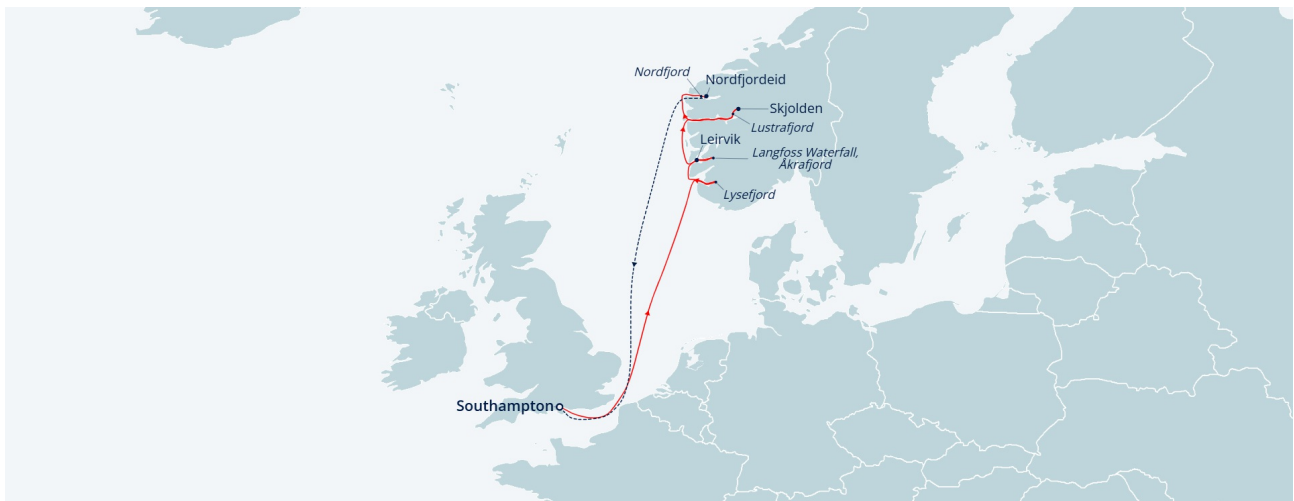 Nordfjord
Nordfjordeid
Skjolden
Lustrafjord
Leirvik
Langfoss Waterfall,
Åkrafjord
Lysefjord
Southampton